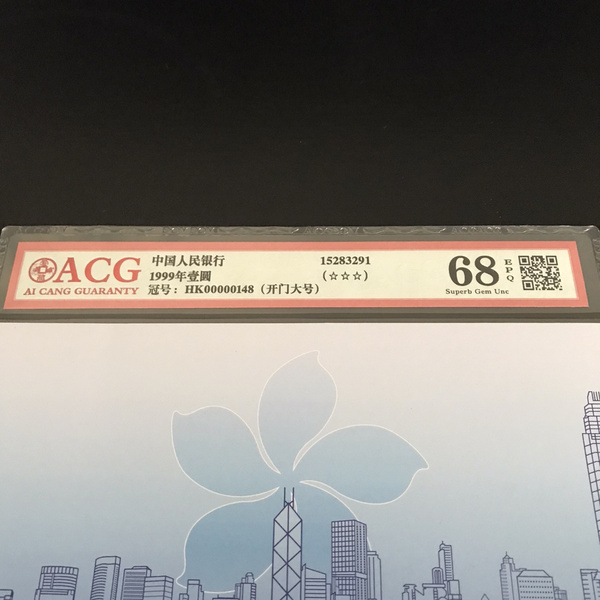 ACG
AI CANG GUARANTY
中国人民银行
1999年壹圆
冠号：HK00000148（开门大号）
15283291
（☆☆☆）
68
EPQ
Superb Gem Unc